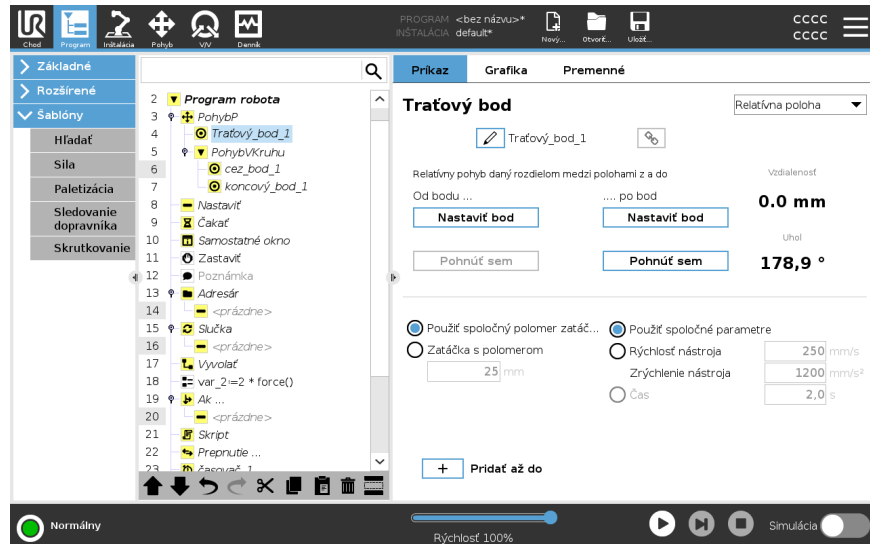 UR
Chod
Program
Inštalácia
Pohyb
V/V
Denník
PROGRAM <bez názvu>*
INŠTALÁCIA default*
Nový...
Otvoriť...
Uložiť...
CCCC
CCCC
Základné
Rozšírené
Šablóny
Hľadať
Sila
Paletizácia
Sledovanie
dopravníka
Skrutkovanie
2 Program robota
3 PohybP
4 Traťový_bod_1
5 PohybVKruhu
6 cez_bod_1
7 koncový_bod_1
8 Nastaviť
9 Čakať
10 Samostatné okno
11 Zastaviť
12 Poznámka
13 Adresár
14 <prázdne>
15 Slučka
16 <prázdne>
17 Vyvolať
18 var_2≔2 * force()
19 Ak ...
20 <prázdne>
21 Skript
22 Prepnutie ...
23 časovač_1
Príkaz
Grafika
Premenné
Traťový bod
Relatívna poloha
Traťový_bod_1
Relatívny pohyb daný rozdielom medzi polohami z a do
Vzdialenosť
Od bodu ...
.... po bod
0.0 mm
Nastaviť bod
Nastaviť bod
Uhol
Pohnúť sem
Pohnúť sem
178,9 °
Použiť spoločný polomer zatáč...
Použiť spoločné parametre
Zatáčka s polomerom
Rýchlosť nástroja
250 mm/s
25 mm
Zrýchlenie nástroja
1200 mm/s²
Čas
2,0 s
+ Pridať až do
Normálny
Rýchlosť 100%
Simulácia